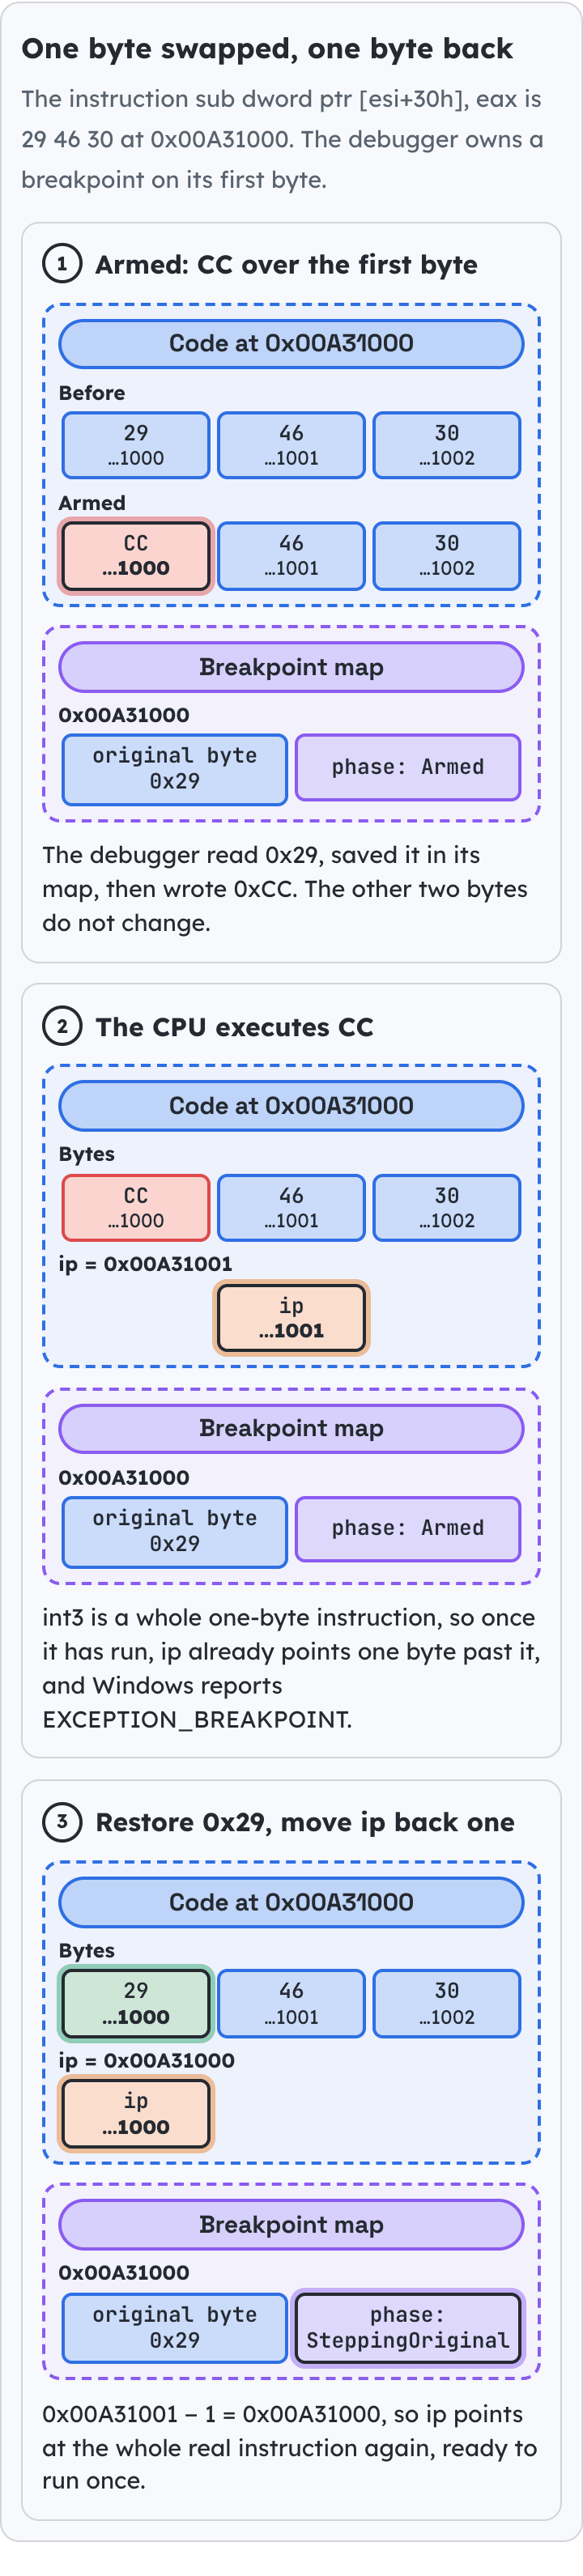 One byte swapped, one byte back
The instruction sub dword ptr [esi+30h], eax is
29 46 30 at 0x00A31000. The debugger owns a
breakpoint on its first byte.
1 Armed: CC over the first byte
Code at 0x00A31000
Before
29 46 30
…1000 …1001 …1002
Armed
CC 46 30
…1000 …1001 …1002
Breakpoint map
0x00A31000
original byte
0x29
phase: Armed
The debugger read 0x29, saved it in its
map, then wrote 0xCC. The other two bytes
do not change.
2 The CPU executes CC
Code at 0x00A31000
Bytes
CC 46 30
…1000 …1001 …1002
ip = 0x00A31001
ip
…1001
Breakpoint map
0x00A31000
original byte
0x29
phase: Armed
int3 is a whole one-byte instruction, so once
it has run, ip already points one byte past it,
and Windows reports
EXCEPTION_BREAKPOINT.
3 Restore 0x29, move ip back one
Code at 0x00A31000
Bytes
29 46 30
…1000 …1001 …1002
ip = 0x00A31000
ip
…1000
Breakpoint map
0x00A31000
original byte
0x29
phase:
SteppingOriginal
0x00A31001 – 1 = 0x00A31000, so ip points
at the whole real instruction again, ready to
run once.